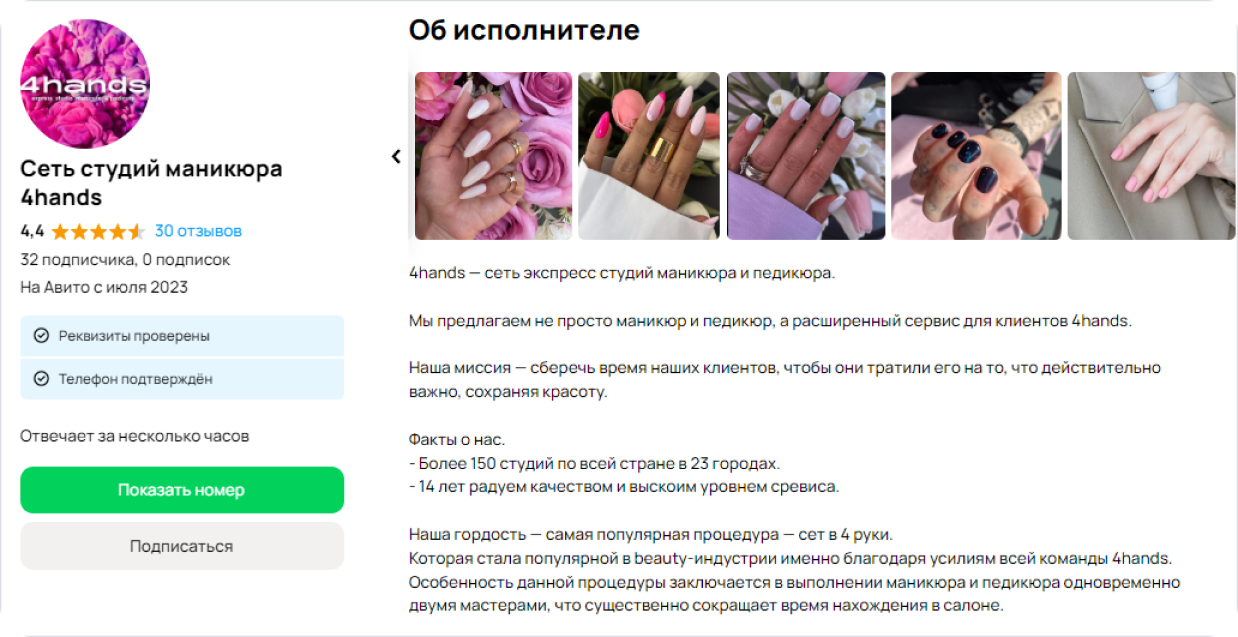 4hands
Сеть студий маникюра
4hands
4,4 30 отзывов
32 подписчика, 0 подписок
На Авито с июля 2023
Реквизиты проверены
Телефон подтверждён
Отвечает за несколько часов
Показать номер
Подписаться
Об исполнителе
4hands — сеть экспресс студий маникюра и педикюра.
Мы предлагаем не просто маникюр и педикюр, а расширенный сервис для клиентов 4hands.
Наша миссия — сберечь время наших клиентов, чтобы они тратили его на то, что действительно
важно, сохраняя красоту.
Факты о нас.
- Более 150 студий по всей стране в 23 городах.
- 14 лет радуем качеством и выскоим уровнем сревиса.
Наша гордость — самая популярная процедура — сет в 4 руки.
Которая стала популярной в beauty-индустрии именно благодаря усилиям всей команды 4hands.
Особенность данной процедуры заключается в выполнении маникюра и педикюра одновременно
двумя мастерами, что существенно сокращает время нахождения в салоне.